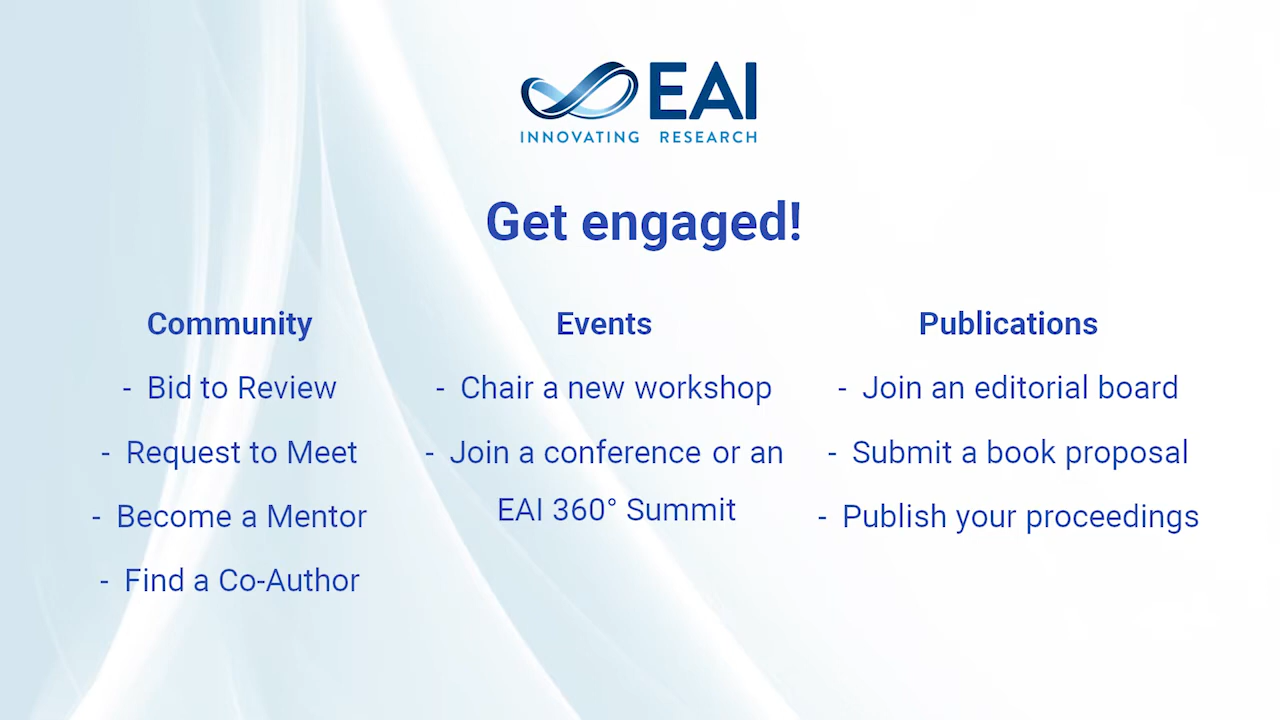 EAI
INNOVATING RESEARCH
Get engaged!
Community
- Bid to Review
- Request to Meet
- Become a Mentor
- Find a Co-Author
Events
- Chair a new workshop
- Join a conference or an
EAI 360° Summit
Publications
- Join an editorial board
- Submit a book proposal
- Publish your proceedings